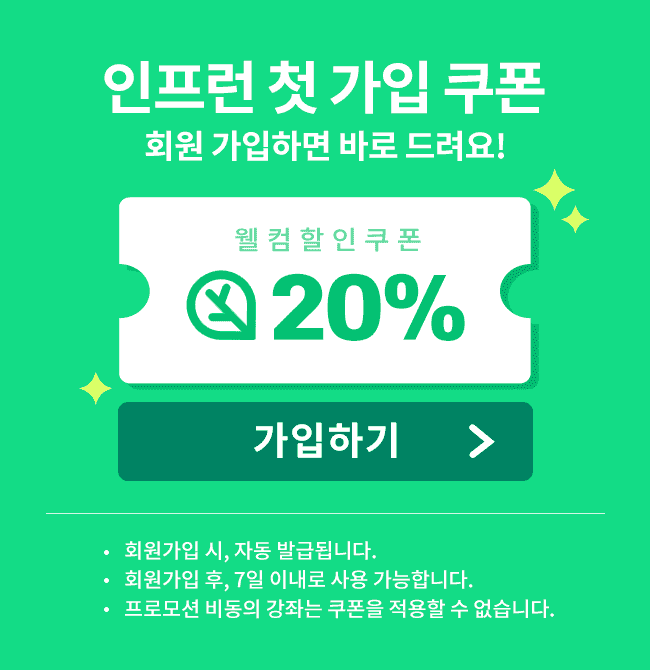 인프런 첫 가입 쿠폰
회원 가입하면 바로 드려요!
웰컴할인쿠폰
20%
가입하기
• 회원가입 시, 자동 발급됩니다.
• 회원가입 후, 7일 이내로 사용 가능합니다.
• 프로모션 비동의 강좌는 쿠폰을 적용할 수 없습니다.